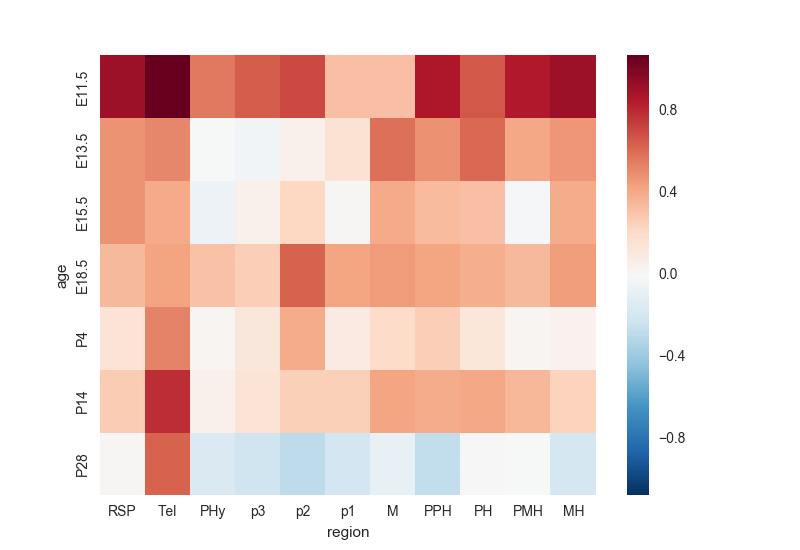 E11.5
E13.5
E15.5
E18.5
P4
P14
P28
age
RSP Tel PHy p3 p2 p1 M PPH PH PMH MH
region
0.8
0.4
0.0
−0.4
−0.8